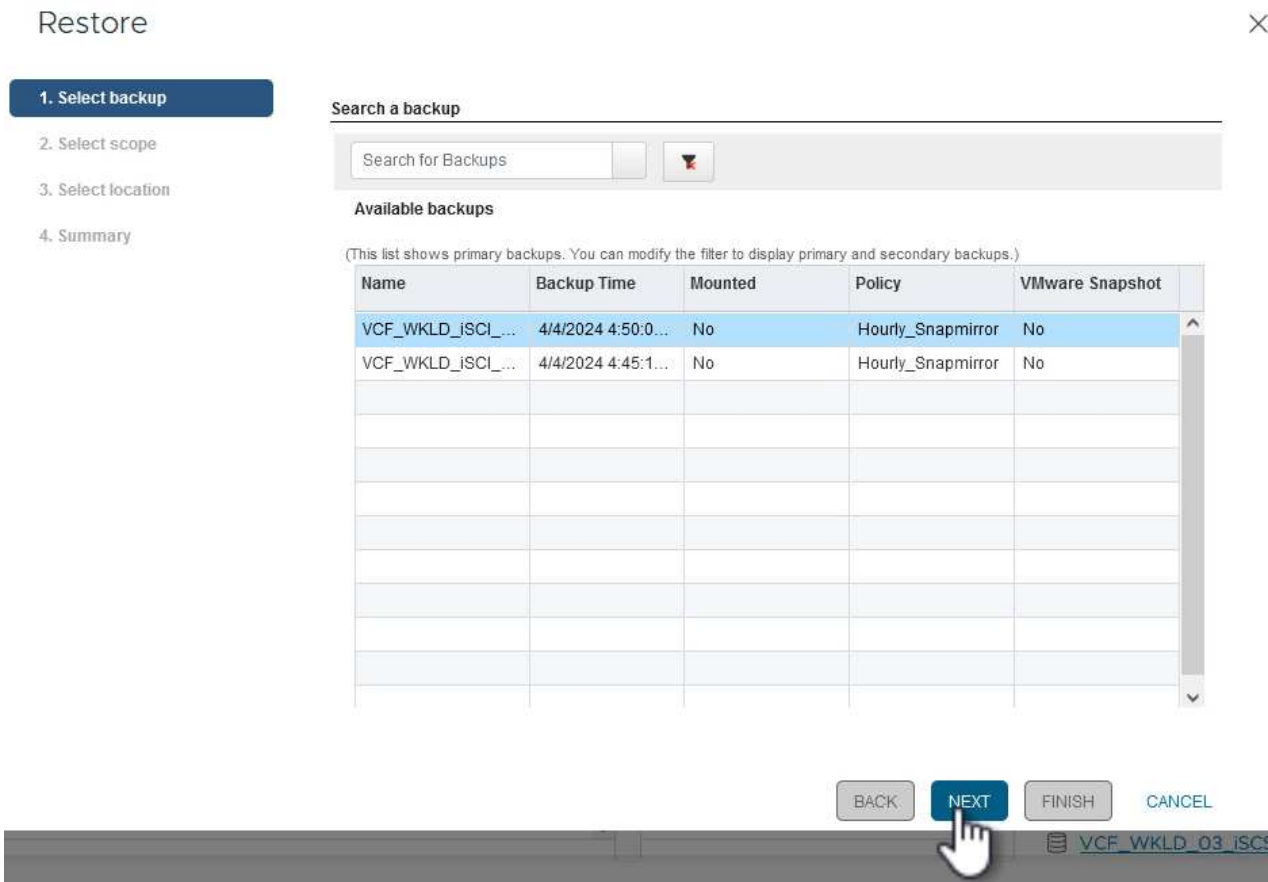 Restore
1. Select backup
2. Select scope
3. Select location
4. Summary
Search a backup
Search for Backups
Available backups
(This list shows primary backups. You can modify the filter to display primary and secondary backups.)
Name Backup Time Mounted Policy VMware Snapshot
VCF_WKLD_iSCI_... 4/4/2024 4:50:0... No Hourly_Snapmirror No
VCF_WKLD_iSCI_... 4/4/2024 4:45:1... No Hourly_Snapmirror No
BACK NEXT FINISH CANCEL
VCF_WKLD_03_iSCS